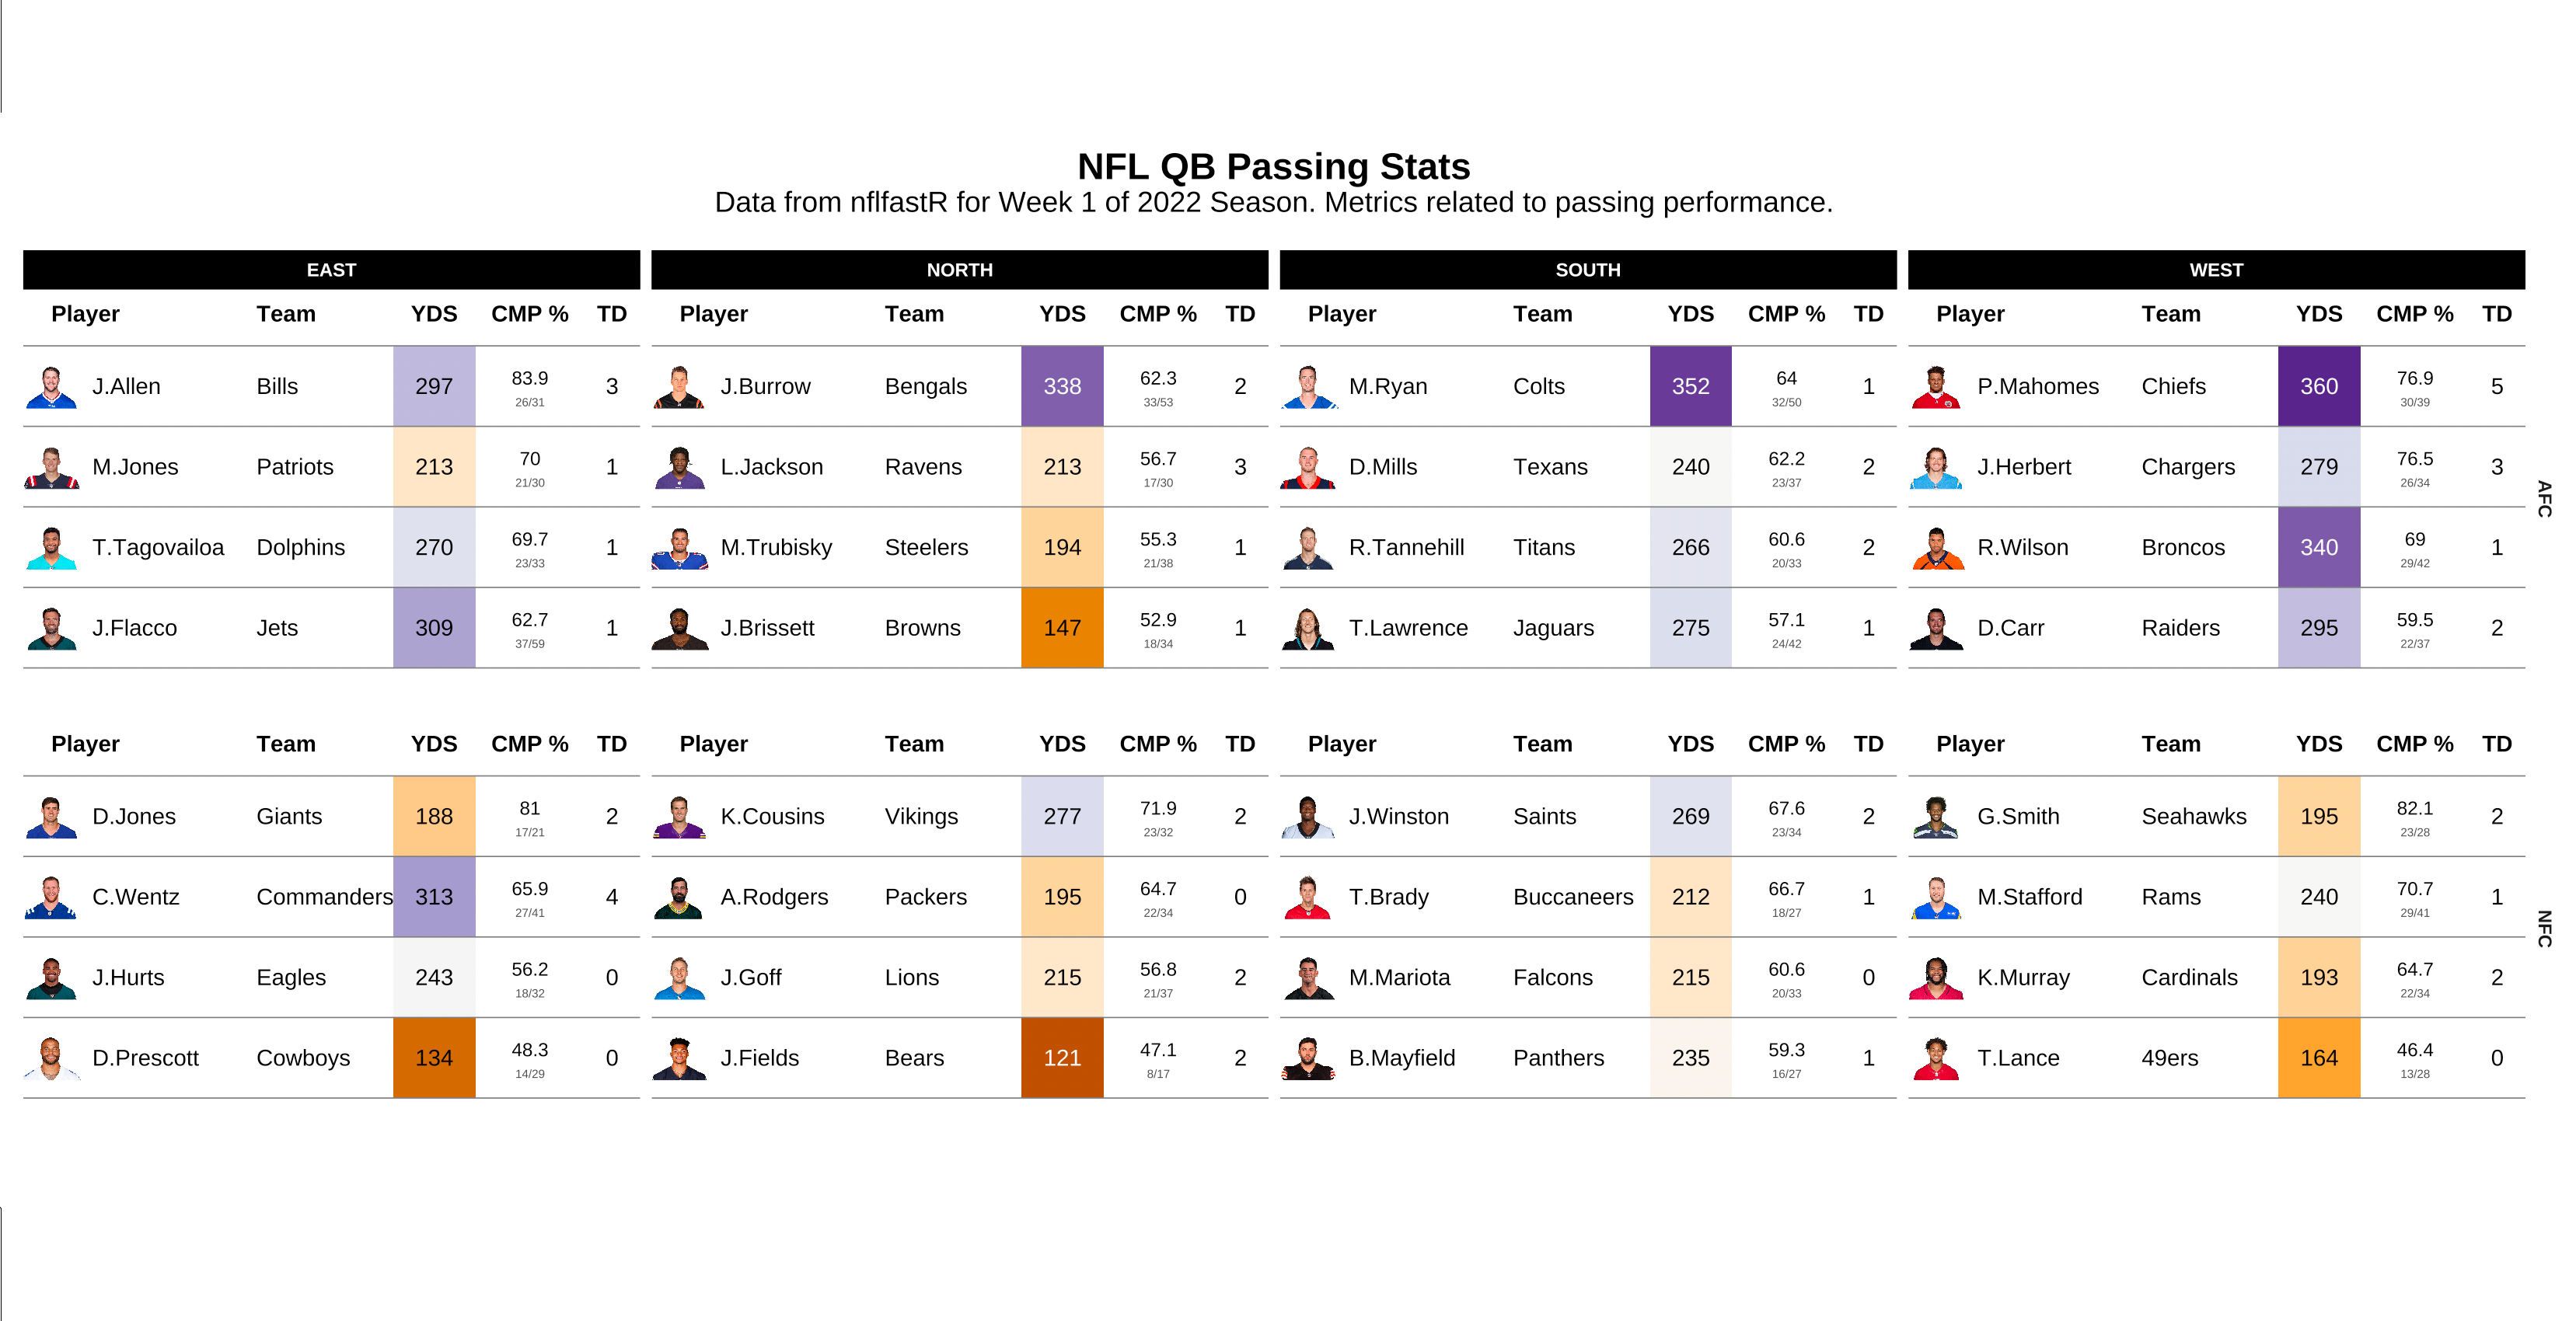 NFL QB Passing Stats
Data from nflfastR for Week 1 of 2022 Season. Metrics related to passing performance.
EAST NORTH SOUTH WEST
Player Team YDS CMP % TD Player Team YDS CMP % TD Player Team YDS CMP % TD Player Team YDS CMP % TD
J.Allen Bills 297 83.9 26/31 3 J.Burrow Bengals 338 62.3 33/53 2 M.Ryan Colts 352 64 32/50 1 P.Mahomes Chiefs 360 76.9 30/39 5
M.Jones Patriots 213 70 21/30 1 L.Jackson Ravens 213 56.7 17/30 3 D.Mills Texans 240 62.2 23/37 2 J.Herbert Chargers 279 76.5 26/34 3
AFC
T.Tagovailoa Dolphins 270 69.7 23/33 1 M.Trubisky Steelers 194 55.3 21/38 1 R.Tannehill Titans 266 60.6 20/33 2 R.Wilson Broncos 340 69 29/42 1
J.Flacco Jets 309 62.7 37/59 1 J.Brissett Browns 147 52.9 18/34 1 T.Lawrence Jaguars 275 57.1 24/42 1 D.Carr Raiders 295 59.5 22/37 2
Player Team YDS CMP % TD Player Team YDS CMP % TD Player Team YDS CMP % TD Player Team YDS CMP % TD
D.Jones Giants 188 81 17/21 2 K.Cousins Vikings 277 71.9 23/32 2 J.Winston Saints 269 67.6 23/34 2 G.Smith Seahawks 195 82.1 23/28 2
C.Wentz Commanders 313 65.9 27/41 4 A.Rodgers Packers 195 64.7 22/34 0 T.Brady Buccaneers 212 66.7 18/27 1 M.Stafford Rams 240 70.7 29/41 1
NFC
J.Hurts Eagles 243 56.2 18/32 0 J.Goff Lions 215 56.8 21/37 2 M.Mariota Falcons 215 60.6 20/33 0 K.Murray Cardinals 193 64.7 22/34 2
D.Prescott Cowboys 134 48.3 14/29 0 J.Fields Bears 121 47.1 8/17 2 B.Mayfield Panthers 235 59.3 16/27 1 T.Lance 49ers 164 46.4 13/28 0